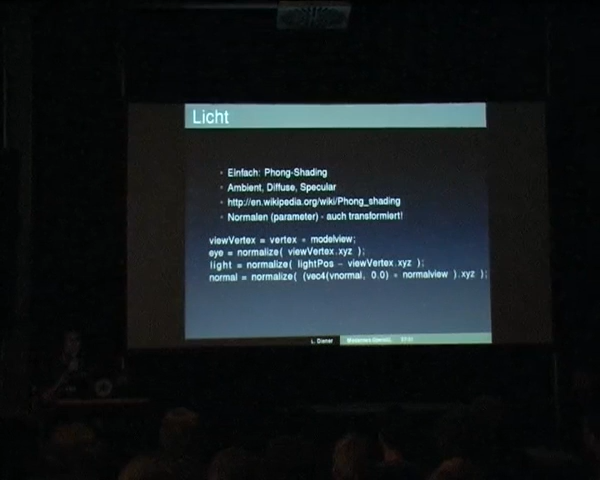 Licht
Einfach: Phong-Shading
Ambient, Diffuse, Specular
http://en.wikipedia.org/wiki/Phong_shading
Normalen (parameter) - auch transformiert!
viewVertex = vertex * modelview;
eye = normalize( viewVertex.xyz );
light = normalize( lightPos - viewVertex.xyz );
normal = normalize( (vec4(vnormal, 0.0) * normalview ).xyz );